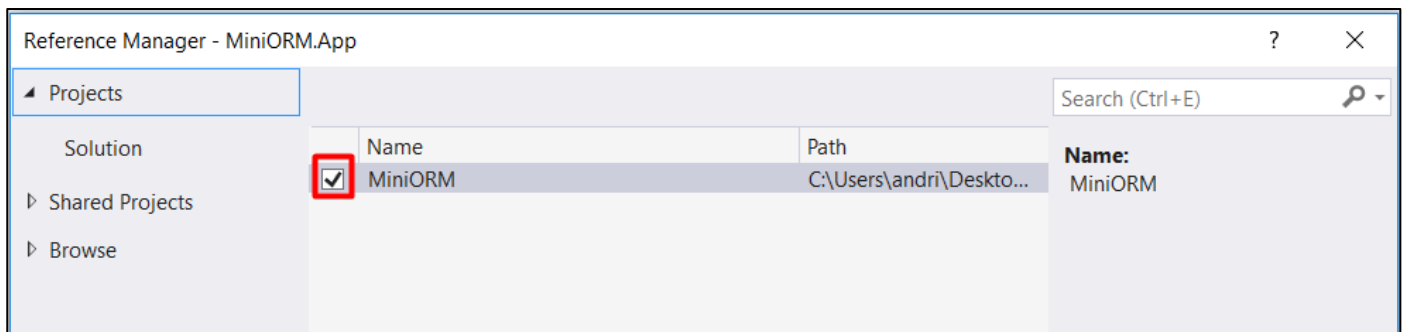 Reference Manager - MiniORM.App ? ×
Projects
Search (Ctrl+E)
Solution
Name Path
Name:
MiniORM C:\Users\andri\Deskto...
MiniORM
Shared Projects
Browse